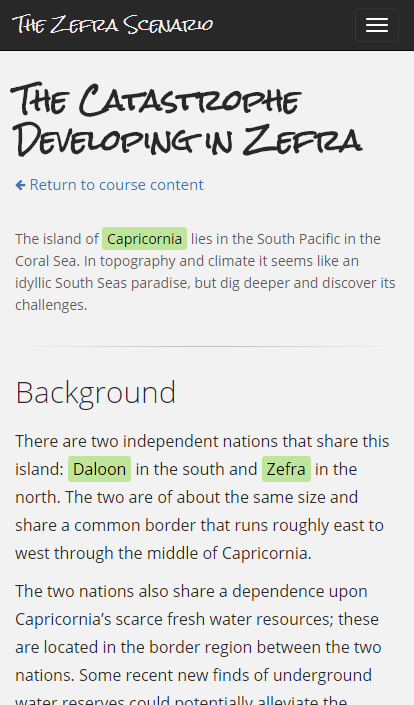 The Zefra Scenario
The Catastrophe
Developing in Zefra
Return to course content
The island of Capricornia lies in the South Pacific in the
Coral Sea. In topography and climate it seems like an
idyllic South Seas paradise, but dig deeper and discover its
challenges.
Background
There are two independent nations that share this
island: Daloon in the south and Zefra in the
north. The two are of about the same size and
share a common border that runs roughly east to
west through the middle of Capricornia.
The two nations also share a dependence upon
Capricornia’s scarce fresh water resources; these
are located in the border region between the two
nations. Some recent new finds of underground
water reserves could potentially alleviate the